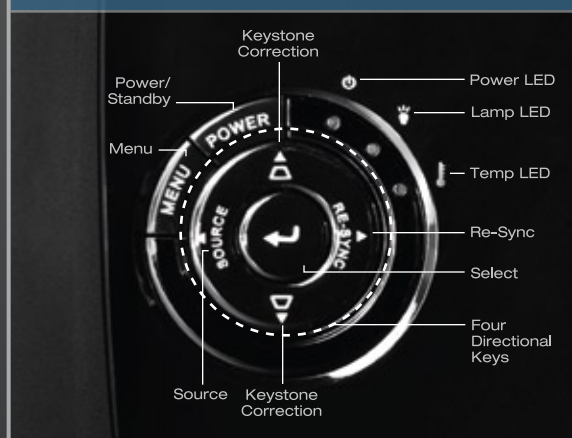 Keystone
Correction
Power/
Standby
Power LED
Lamp LED
POWER
Menu
MENU
Temp LED
SOURCE
RE-SYNC
Re-Sync
Select
Four
Directional
Keys
Source
Keystone
Correction